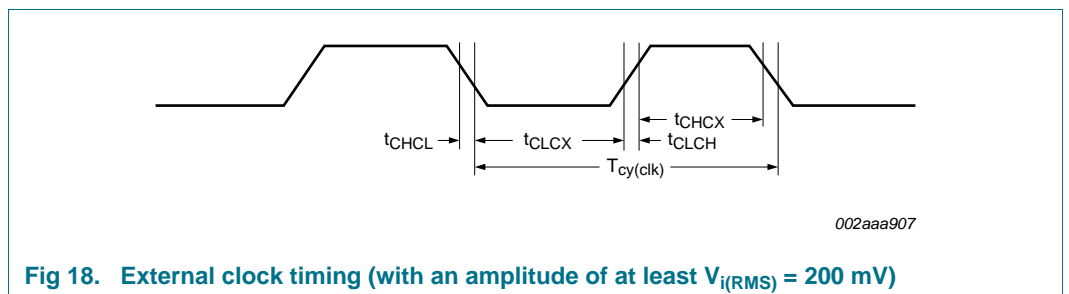 tCHCX
tCHCL tCLCX tCLCH
Tcy(clk)
002aaa907
Fig 18. External clock timing (with an amplitude of at least Vi(RMS) = 200 mV)